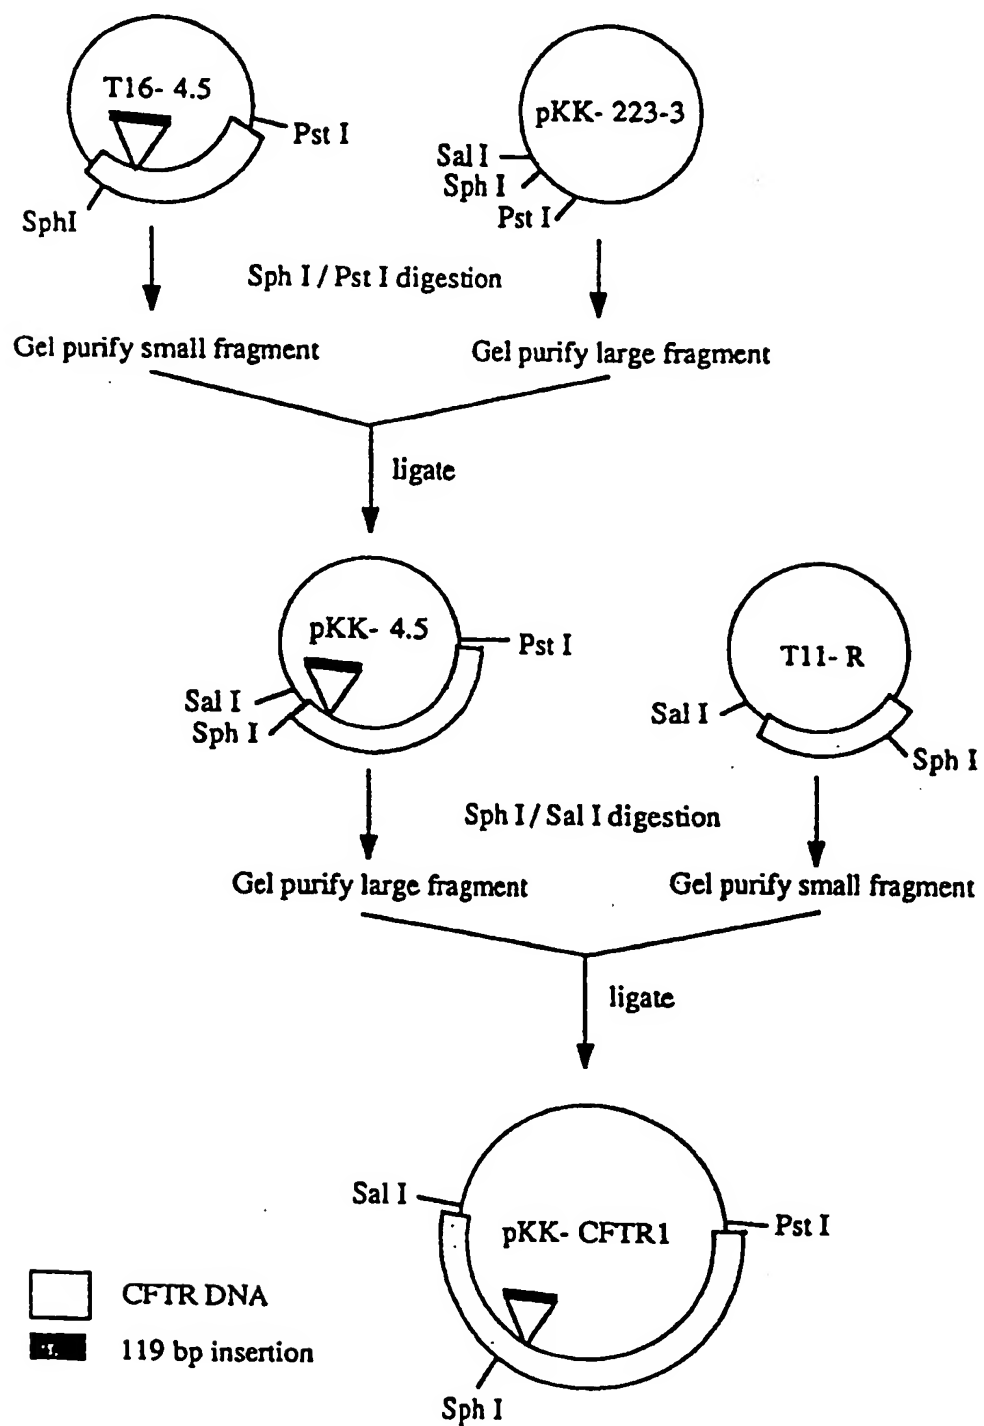 T16- 4.5
Pst I
SphI
pKK- 223-3
Sal I
Sph I
Pst I
Sph I / Pst I digestion
Gel purify small fragment
Gel purify large fragment
ligate
pKK- 4.5
Pst I
Sal I
Sph I
T11- R
Sal I
Sph I
Sph I / Sal I digestion
Gel purify large fragment
Gel purify small fragment
ligate
Sal I
pKK- CFTR1
Pst I
Sph I
CFTR DNA
119 bp insertion